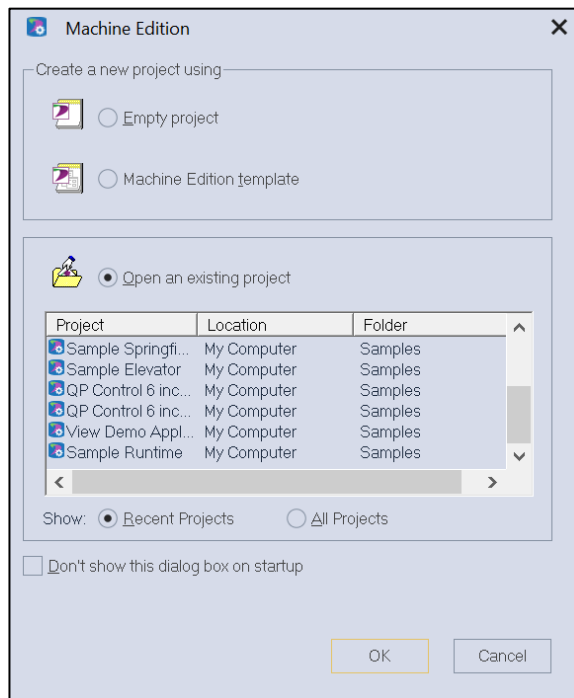 Machine Edition
Create a new project using
Empty project
Machine Edition template
Open an existing project
Project Location Folder
Sample Springfi... My Computer Samples
Sample Elevator My Computer Samples
QP Control 6 inc... My Computer Samples
QP Control 6 inc... My Computer Samples
View Demo Appl... My Computer Samples
Sample Runtime My Computer Samples
Show: Recent Projects All Projects
Don't show this dialog box on startup
OK Cancel